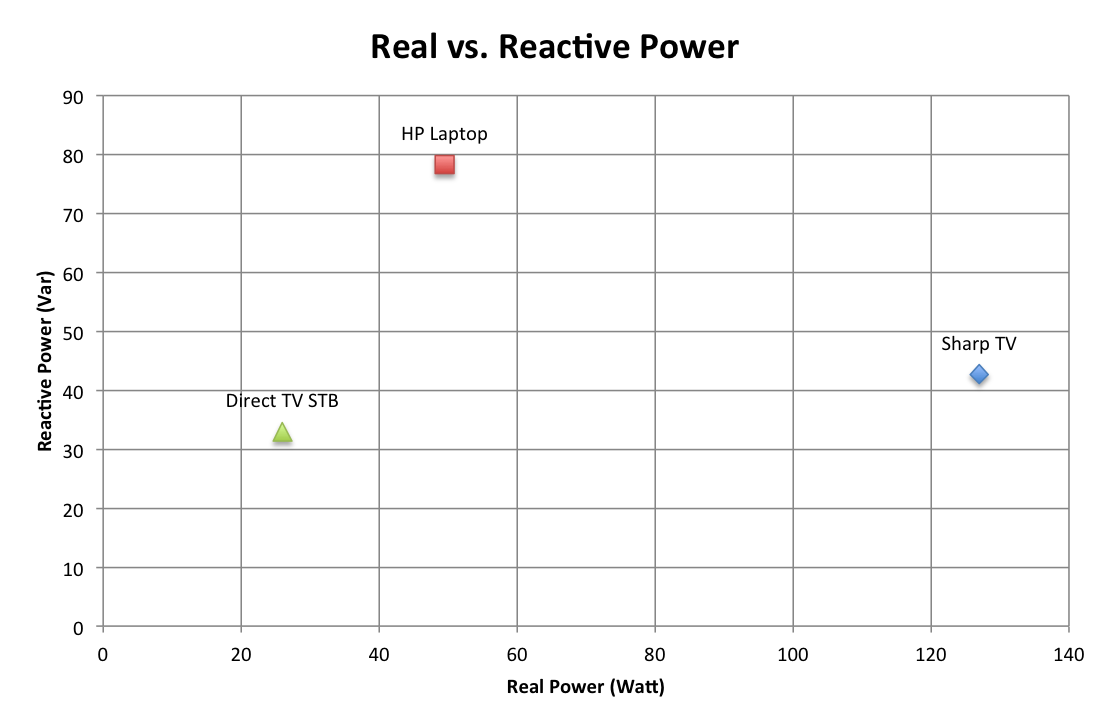 Real vs. Reactive Power
90
HP Laptop
80
70
60
50
Sharp TV
40
Direct TV STB
30
20
10
0
Reactive Power (Var)
0 20 40 60 80 100 120 140
Real Power (Watt)